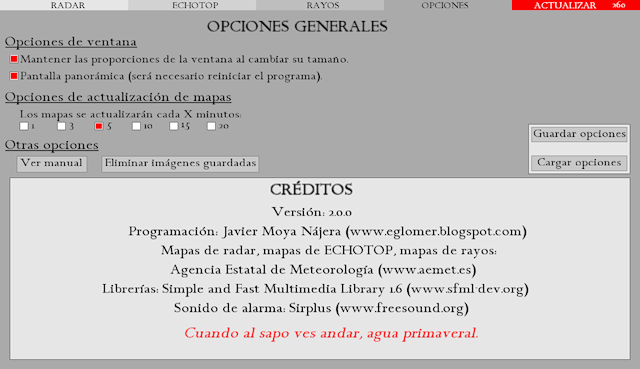 RADAR ECHOTOP RAYOS OPCIONES ACTUALIZAR 260
OPCIONES GENERALES
Opciones de ventana
Mantener las proporciones de la ventana al cambiar su tamaño.
Pantalla panorámica (será necesario reiniciar el programa).
Opciones de actualización de mapas
Los mapas se actualizarán cada X minutos:
1 3 5 10 15 20
Guardar opciones
Otras opciones
Ver manual Eliminar imágenes guardadas Cargar opciones
CRÉDITOS
Versión: 2.0.0
Programación: Javier Moya Nájera (www.eglomer.blogspot.com)
Mapas de radar, mapas de ECHOTOP, mapas de rayos:
Agencia Estatal de Meteorología (www.aemet.es)
Librerías: Simple and Fast Multimedia Library 1.6 (www.sfml-dev.org)
Sonido de alarma: Sirplus (www.freesound.org)
Cuando al sapo ves andar, agua primaveral.